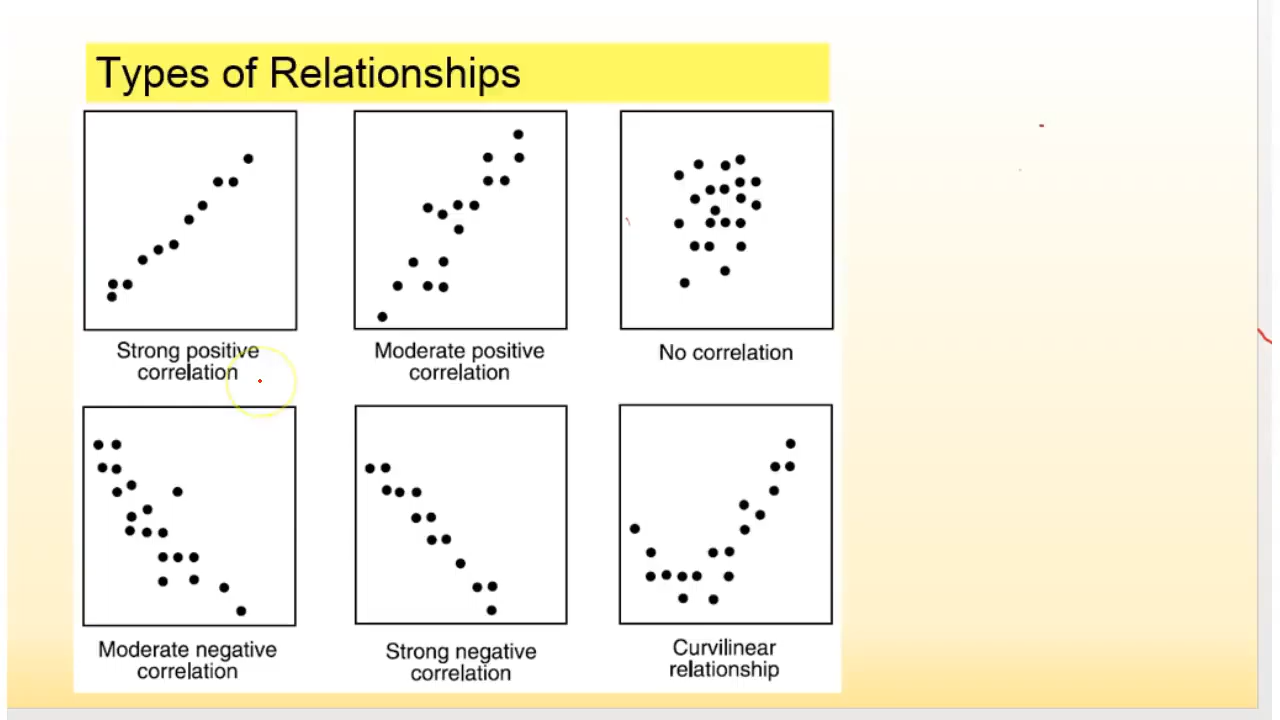 Types of Relationships
Strong positive
correlation
Moderate positive
correlation
No correlation
Moderate negative
correlation
Strong negative
correlation
Curvilinear
relationship